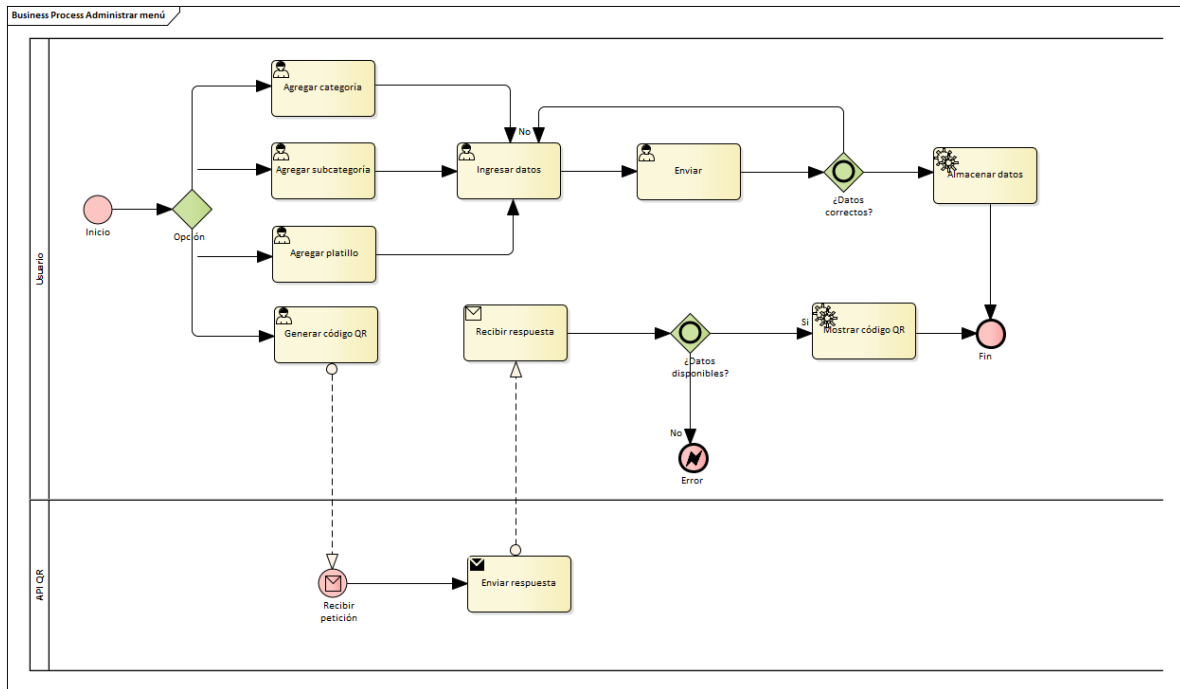 Business Process Administrar menú
Usuario
Agregar categoría
No
Agregar subcategoría
Ingresar datos
Enviar
Almacenar datos
¿Datos
correctos?
Inicio
Opción
Agregar platillo
Generar código QR
Recibir respuesta
¿Datos
disponibles?
Si
Mostrar código QR
Fin
No
Error
API QR
Recibir
petición
Enviar respuesta